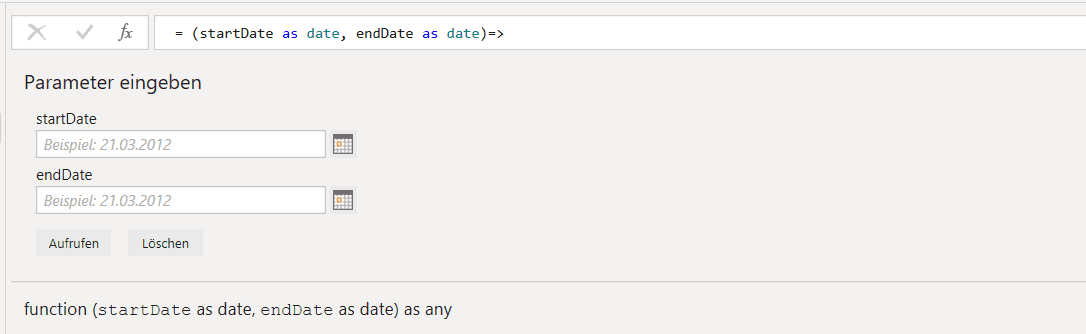 fx = (startDate as date, endDate as date)=>
Parameter eingeben
startDate
Beispiel: 21.03.2012
endDate
Beispiel: 21.03.2012
Aufrufen Löschen
function (startDate as date, endDate as date) as any